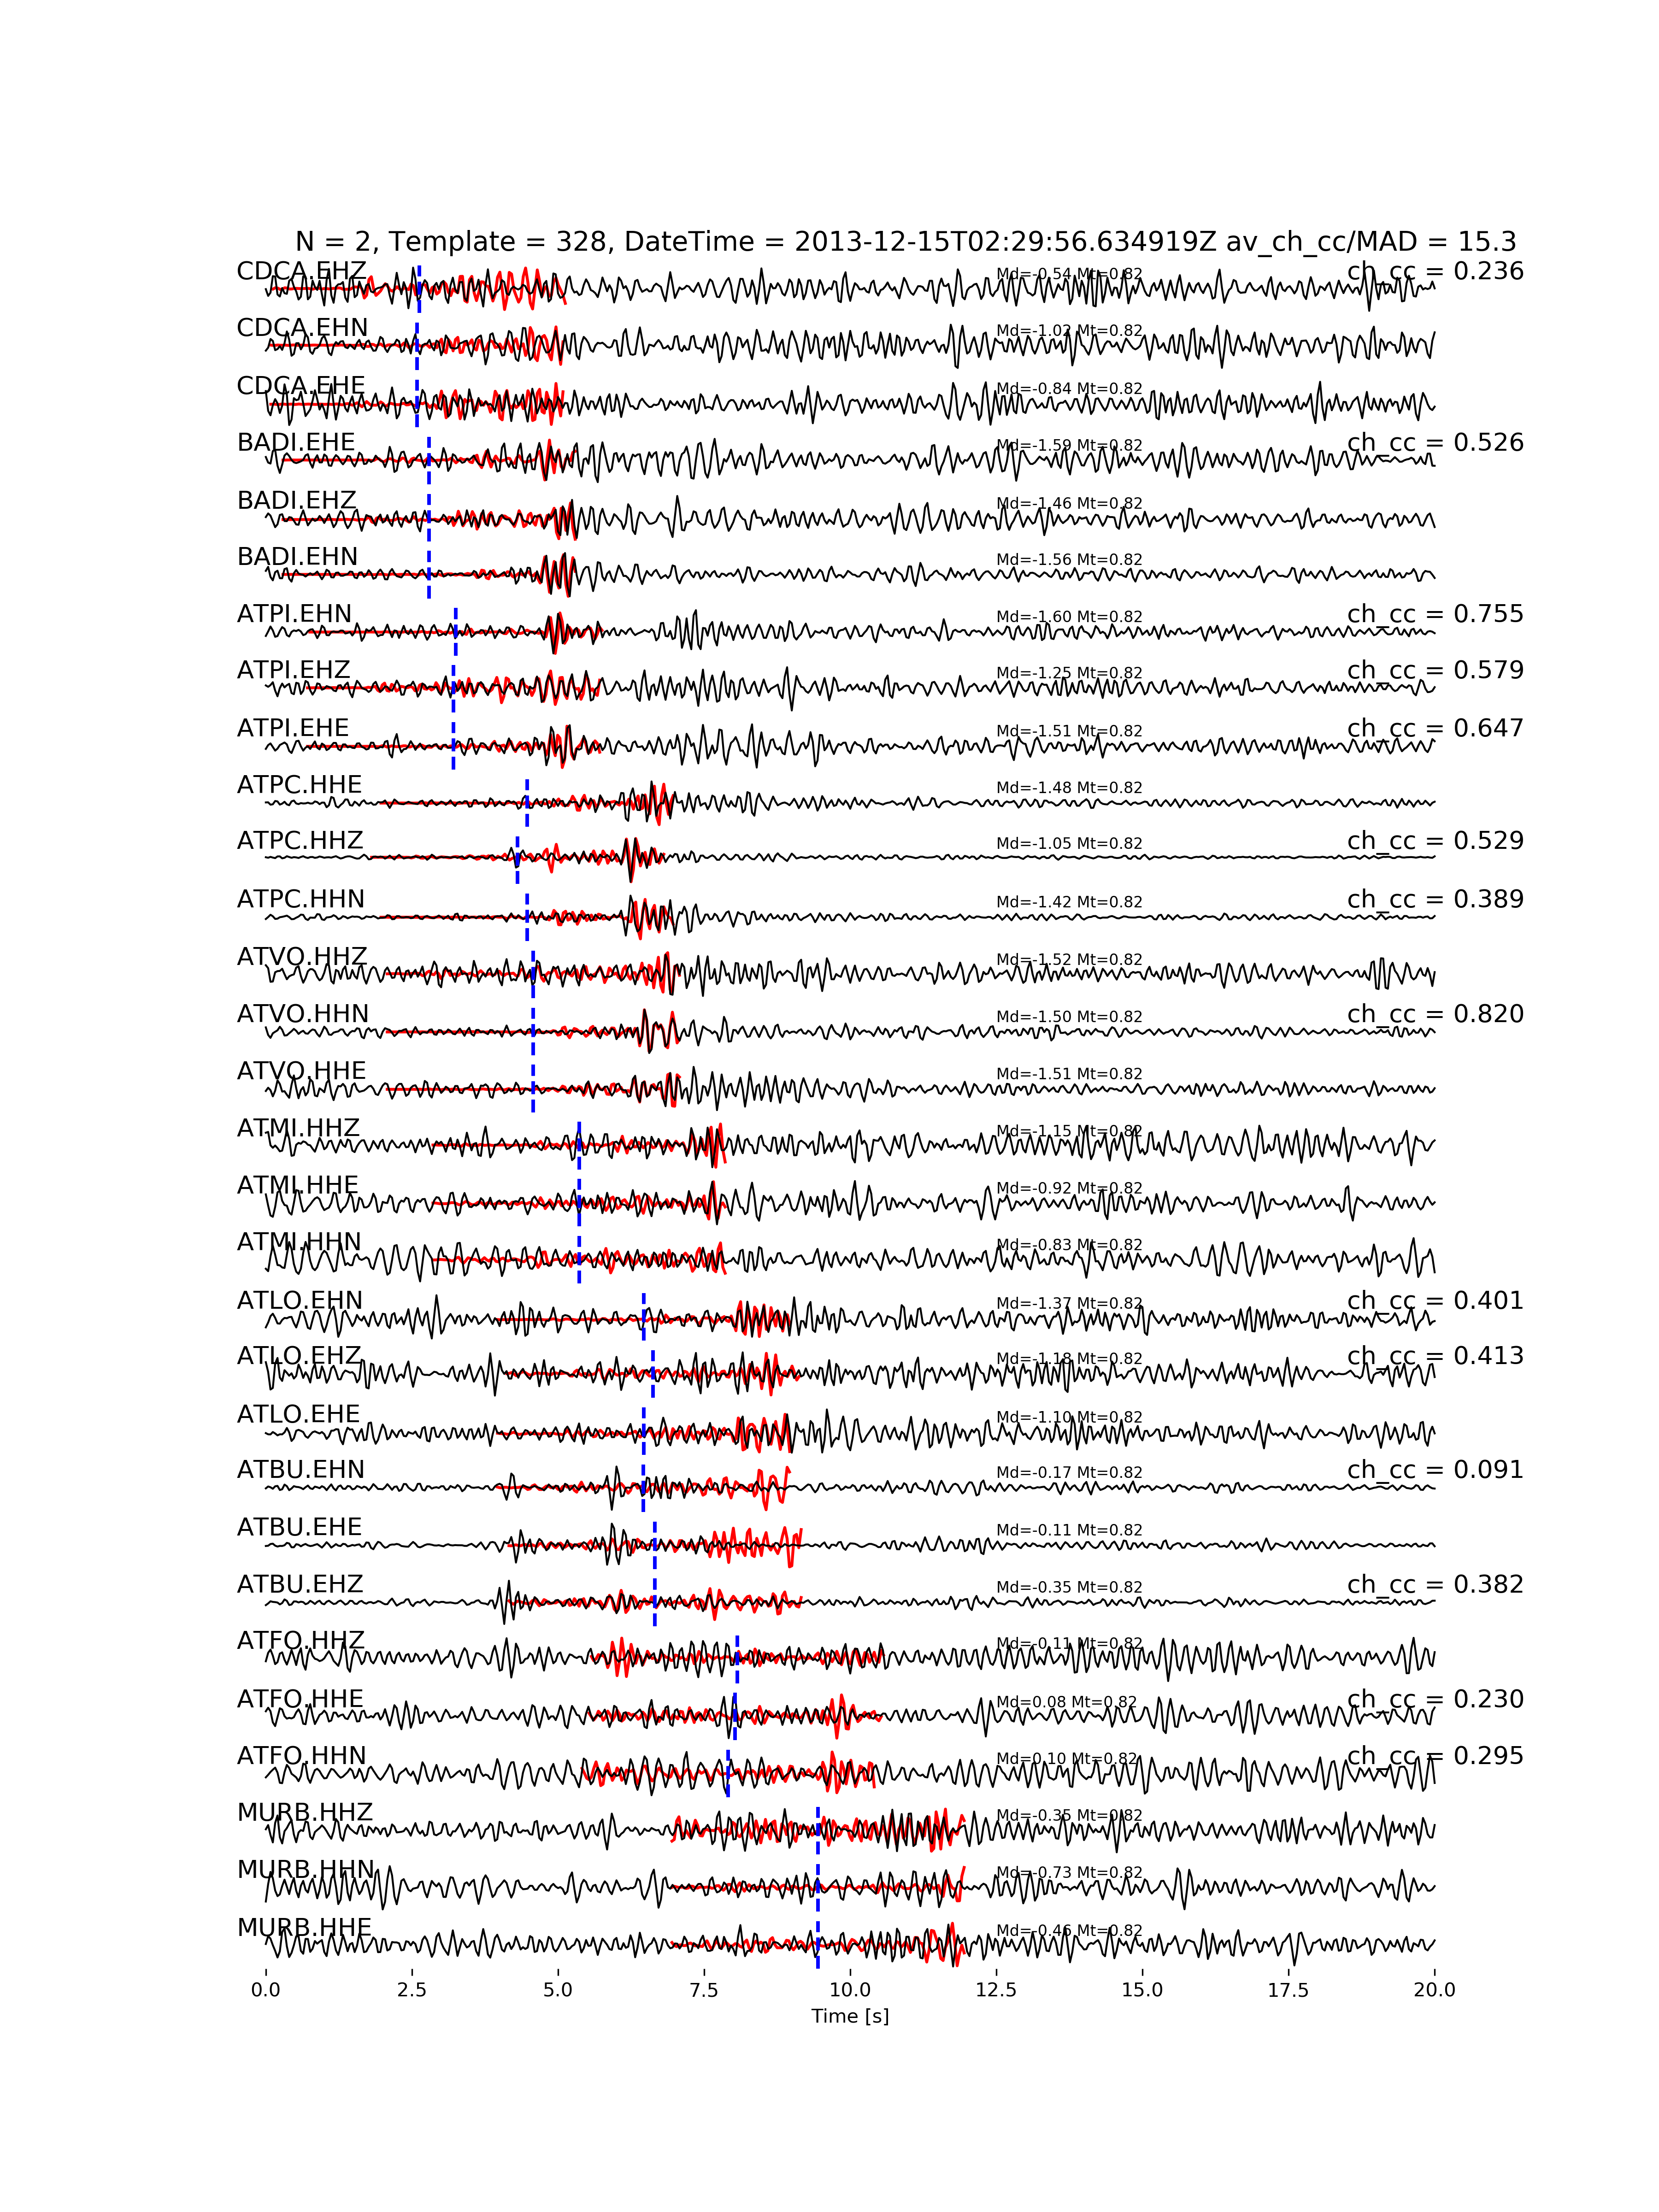 N = 2, Template = 328, DateTime = 2013-12-15T02:29:56.634919Z av_ch_cc/MAD = 15.3
CDCA.EHZ Md=-0.54 Mt=0.82 ch_cc = 0.236
CDCA.EHN Md=-1.02 Mt=0.82
CDCA.EHE Md=-0.84 Mt=0.82
BADI.EHE Md=-1.59 Mt=0.82 ch_cc = 0.526
BADI.EHZ Md=-1.46 Mt=0.82
BADI.EHN Md=-1.56 Mt=0.82
ATPI.EHN Md=-1.60 Mt=0.82 ch_cc = 0.755
ATPI.EHZ Md=-1.25 Mt=0.82 ch_cc = 0.579
ATPI.EHE Md=-1.51 Mt=0.82 ch_cc = 0.647
ATPC.HHE Md=-1.48 Mt=0.82
ATPC.HHZ Md=-1.05 Mt=0.82 ch_cc = 0.529
ATPC.HHN Md=-1.42 Mt=0.82 ch_cc = 0.389
ATVO.HHZ Md=-1.52 Mt=0.82
ATVO.HHN Md=-1.50 Mt=0.82 ch_cc = 0.820
ATVO.HHE Md=-1.51 Mt=0.82
ATMI.HHZ Md=-1.15 Mt=0.82
ATMI.HHE Md=-0.92 Mt=0.82
ATMI.HHN Md=-0.83 Mt=0.82
ATLO.EHN Md=-1.37 Mt=0.82 ch_cc = 0.401
ATLO.EHZ Md=-1.18 Mt=0.82 ch_cc = 0.413
ATLO.EHE Md=-1.10 Mt=0.82
ATBU.EHN Md=-0.17 Mt=0.82 ch_cc = 0.091
ATBU.EHE Md=-0.11 Mt=0.82
ATBU.EHZ Md=-0.35 Mt=0.82 ch_cc = 0.382
ATFO.HHZ Md=-0.11 Mt=0.82
ATFO.HHE Md=0.08 Mt=0.82 ch_cc = 0.230
ATFO.HHN Md=0.10 Mt=0.82 ch_cc = 0.295
MURB.HHZ Md=-0.35 Mt=0.82
MURB.HHN Md=-0.73 Mt=0.82
MURB.HHE Md=-0.46 Mt=0.82
0.0 2.5 5.0 7.5 10.0 12.5 15.0 17.5 20.0
Time [s]